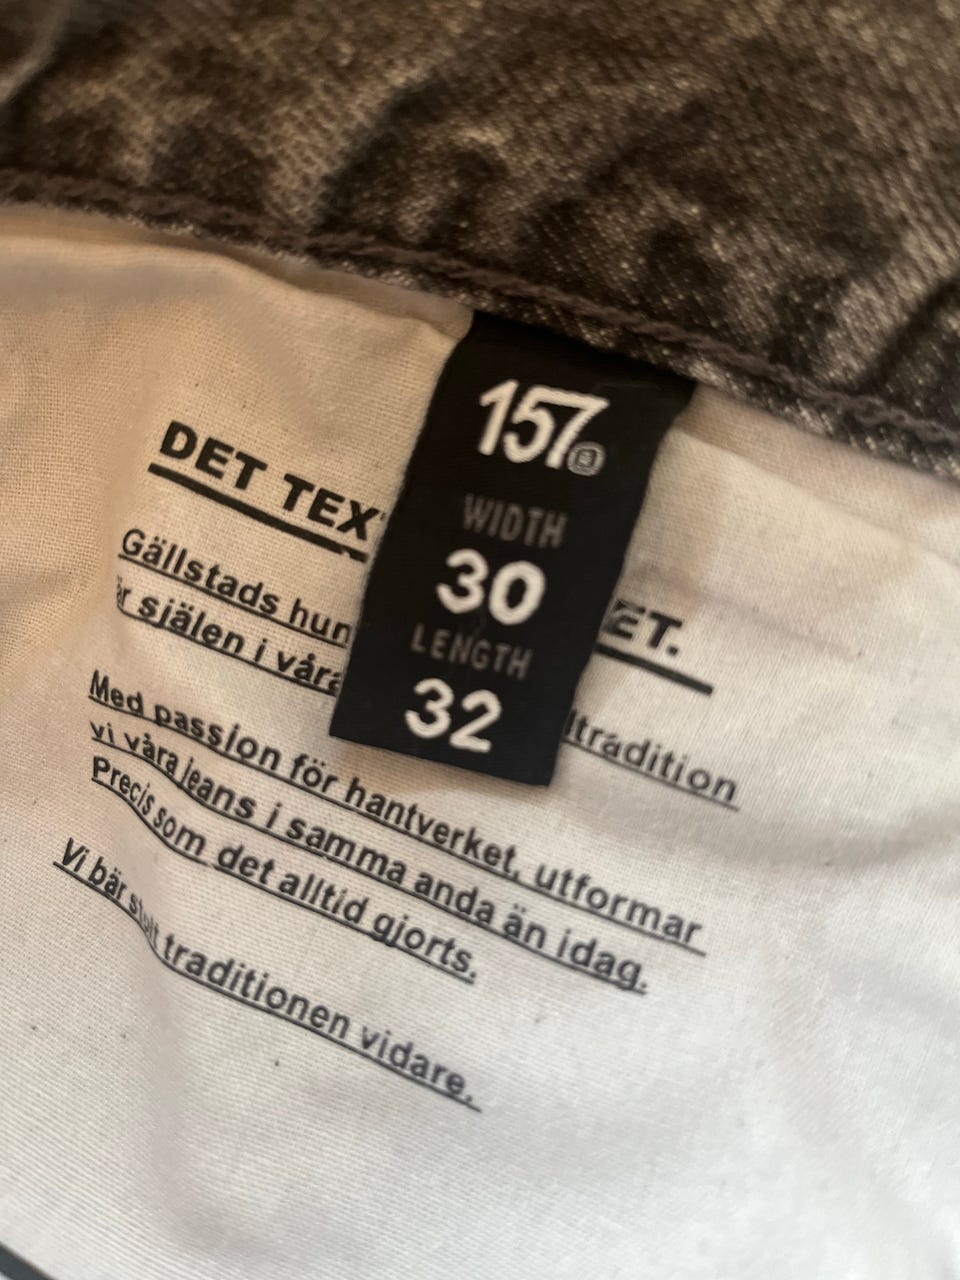 157
WIDTH
30
LENGTH
32
DET TEX ET.
Gällstads hun ltradition
är själen i våra
Med passion för hantverket, utformar
vi våra jeans i samma anda än idag.
Precis som det alltid gjorts.
Vi bär stolt traditionen vidare.